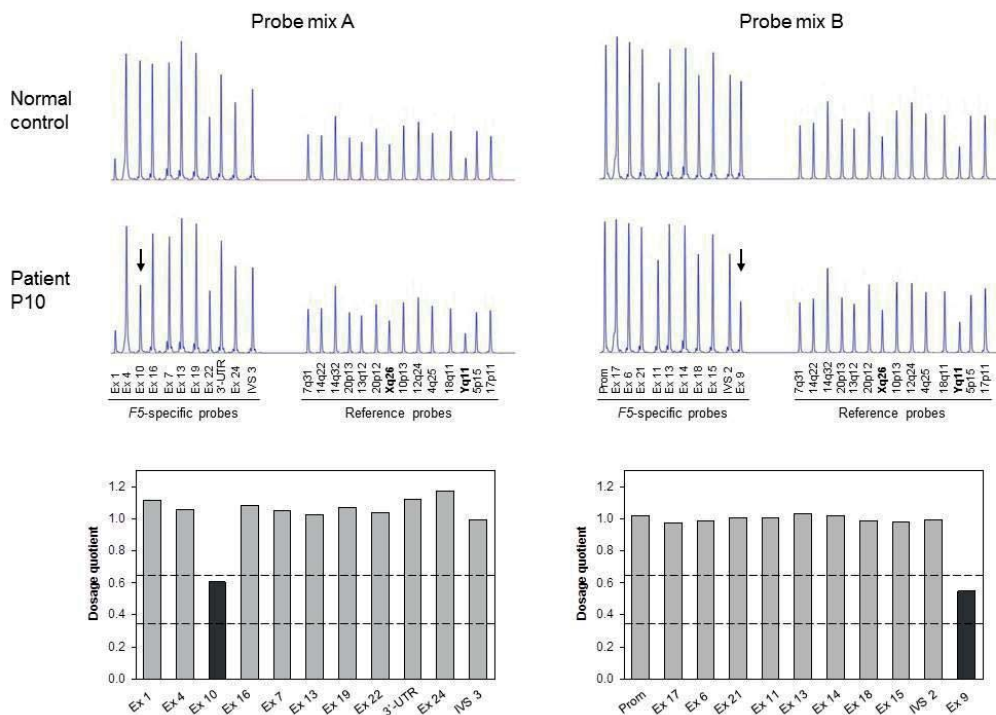 Probe mix A
Probe mix B
Normal control
Patient P10
Ex 1 Ex 4 Ex 10 Ex 16 Ex 7 Ex 13 Ex 19 Ex 22 3'-UTR Ex 24 IVS 3
7q31 14q22 14q32 20p13 13q12 20p12 Xq26 10p13 12q24 4q25 18q11 Yq11 5p15 17p11
F5-specific probes
Reference probes
Prom Ex 17 Ex 6 Ex 21 Ex 11 Ex 13 Ex 14 Ex 18 Ex 15 IVS 2 Ex 9
7q31 14q22 14q32 20p13 13q12 20p12 Xq26 10p13 12q24 4q25 18q11 Yq11 5p15 17p11
F5-specific probes
Reference probes
Dosage quotient
1.2
1.0
0.8
0.6
0.4
0.2
0.0
Ex 1 Ex 4 Ex 10 Ex 16 Ex 7 Ex 13 Ex 19 Ex 22 3'-UTR Ex 24 IVS 3
Dosage quotient
1.2
1.0
0.8
0.6
0.4
0.2
0.0
Prom Ex 17 Ex 6 Ex 21 Ex 11 Ex 13 Ex 14 Ex 18 Ex 15 IVS 2 Ex 9